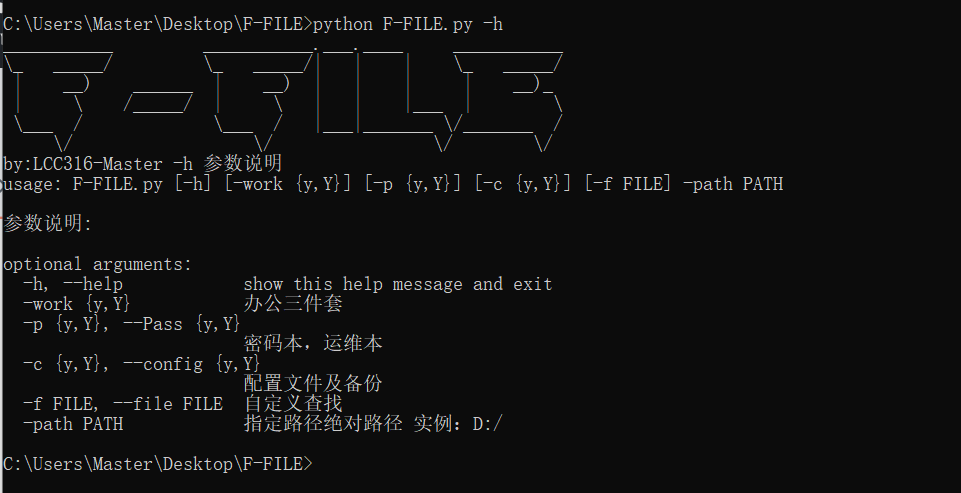 C:\Users\Master\Desktop\F-FILE>python F-FILE.py -h
F-FILE
by:LCC316-Master -h 参数说明
usage: F-FILE.py [-h] [-work {y,Y}] [-p {y,Y}] [-c {y,Y}] [-f FILE] -path PATH
参数说明:
optional arguments:
-h, --help show this help message and exit
-work {y,Y} 办公三件套
-p {y,Y}, --Pass {y,Y}
密码本，运维本
-c {y,Y}, --config {y,Y}
配置文件及备份
-f FILE, --file FILE 自定义查找
-path PATH 指定路径绝对路径 实例：D:/
C:\Users\Master\Desktop\F-FILE>